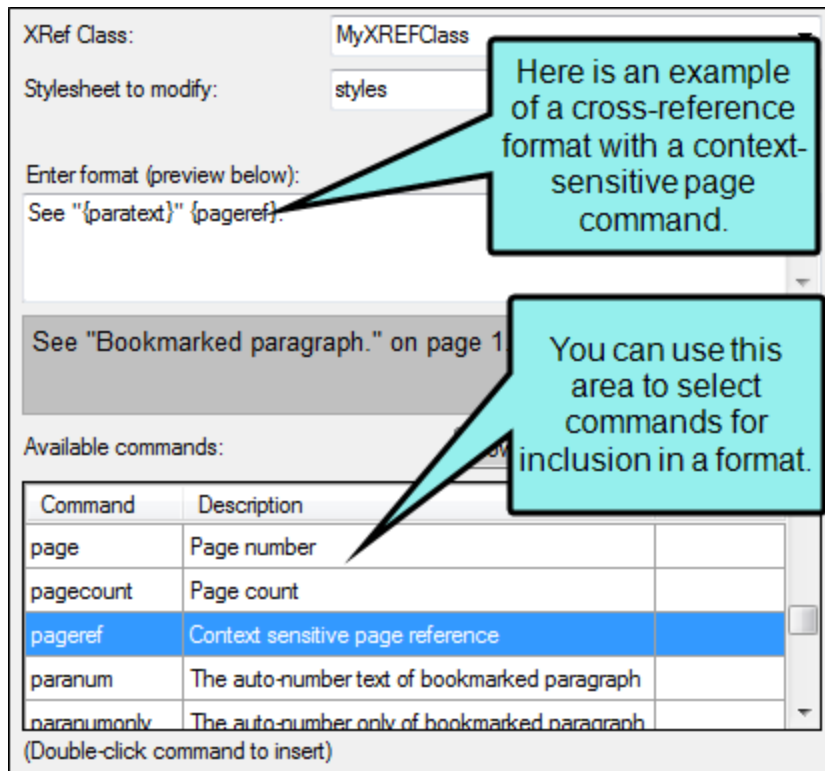 XRef Class:
MyXREFClass
Stylesheet to modify:
styles
Here is an example
of a cross-reference
format with a context-
sensitive page
command.
Enter format (preview below):
See "{paratext}" {pageref}.
See "Bookmarked paragraph." on page 1.
You can use this
area to select
commands for
inclusion in a format.
Available commands:
Command Description
page Page number
pagecount Page count
pageref Context sensitive page reference
paranum The auto-number text of bookmarked paragraph
paranumonly The auto-number only of bookmarked paragraph
(Double-click command to insert)